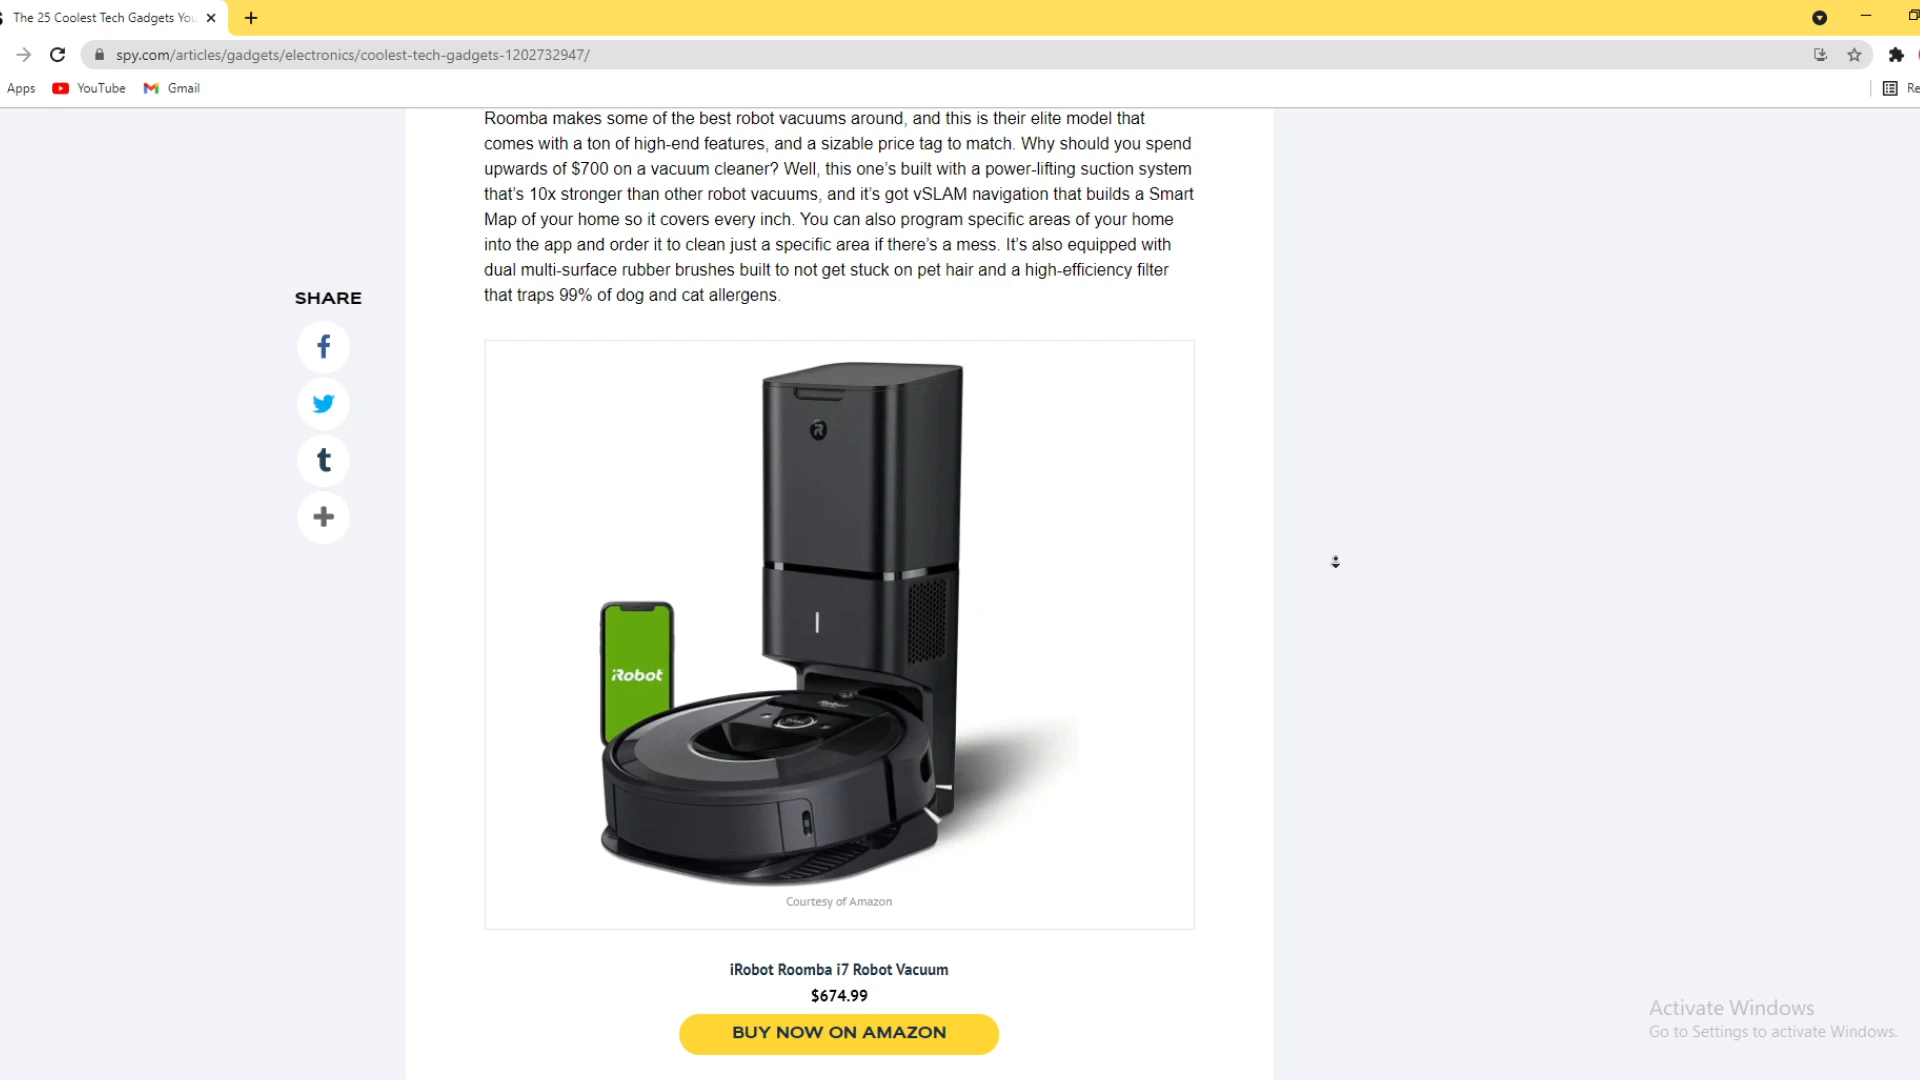 The 25 Coolest Tech Gadgets You
spy.com/articles/gadgets/electronics/coolest-tech-gadgets-1202732947/
Apps YouTube Gmail
Roomba makes some of the best robot vacuums around, and this is their elite model that
comes with a ton of high-end features, and a sizable price tag to match. Why should you spend
upwards of $700 on a vacuum cleaner? Well, this one's built with a power-lifting suction system
that's 10x stronger than other robot vacuums, and it's got vSLAM navigation that builds a Smart
Map of your home so it covers every inch. You can also program specific areas of your home
into the app and order it to clean just a specific area if there's a mess. It's also equipped with
dual multi-surface rubber brushes built to not get stuck on pet hair and a high-efficiency filter
that traps 99% of dog and cat allergens.
SHARE
iRobot
Courtesy of Amazon
iRobot Roomba i7 Robot Vacuum
$674.99
BUY NOW ON AMAZON
Activate Windows
Go to Settings to activate Windows.